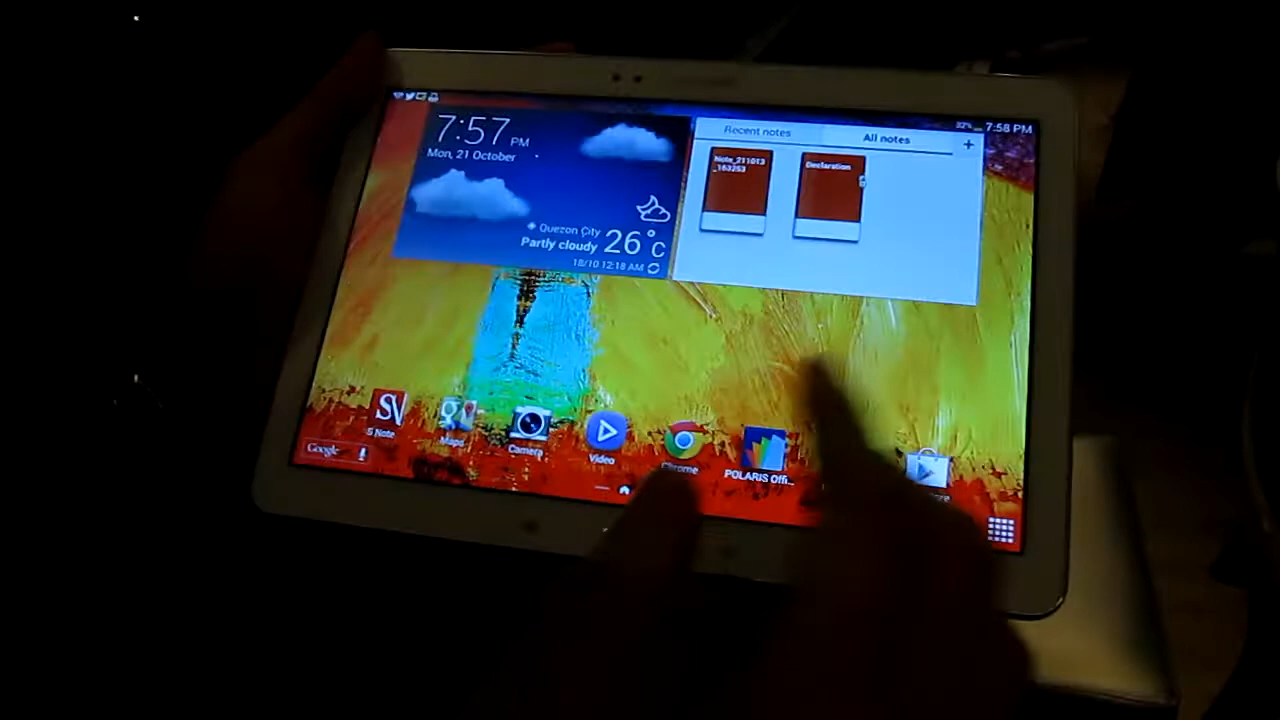 7:58 PM
7:57 PM
Mon, 21 October
Quezon City
Partly cloudy
26°C
18/10 12:18 AM
Recent notes
All notes
+
Note_211013
_163253
Declaration
S Note
Maps
Camera
Video
Chrome
POLARIS Offi...
Google